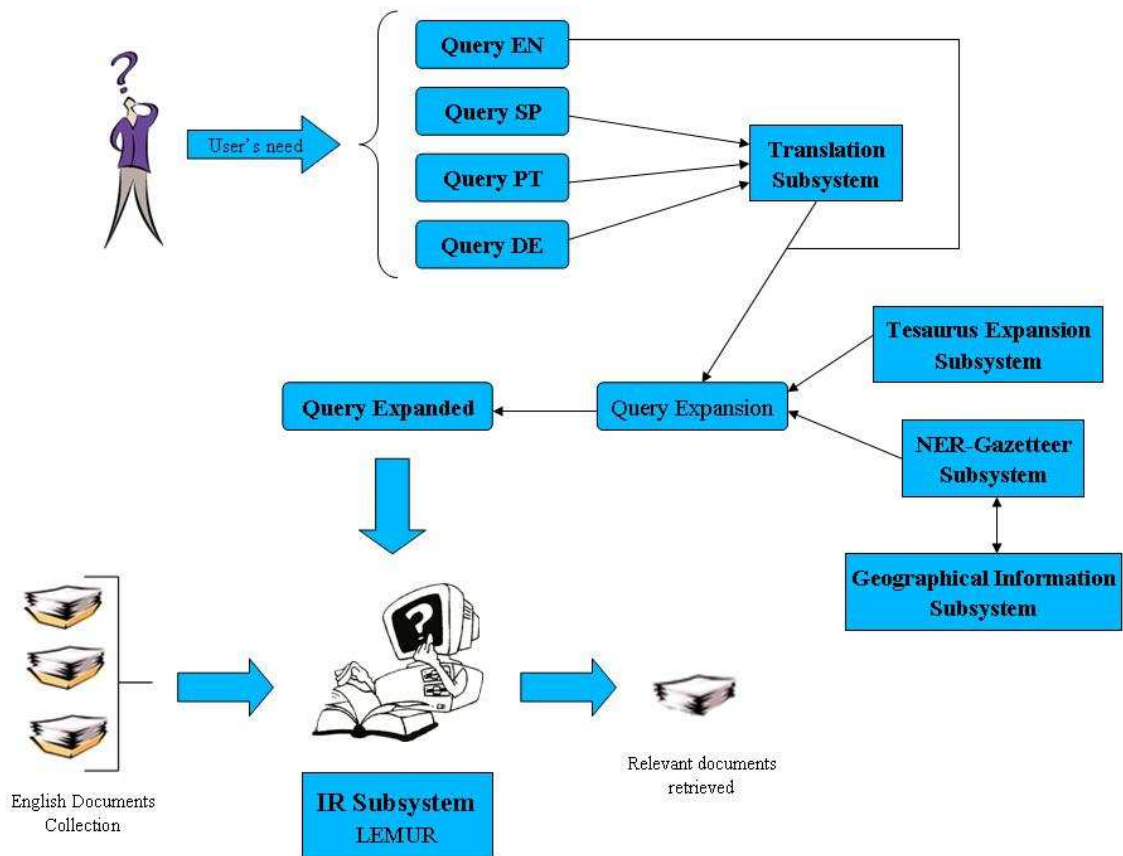 Query EN
Query SP
Query PT
Query DE
User's need
Translation
Subsystem
Tesaurus Expansion
Subsystem
Query Expanded
Query Expansion
NER-Gazetteer
Subsystem
Geographical Information
Subsystem
?
English Documents
Collection
IR Subsystem
LEMUR
Relevant documents
retrieved